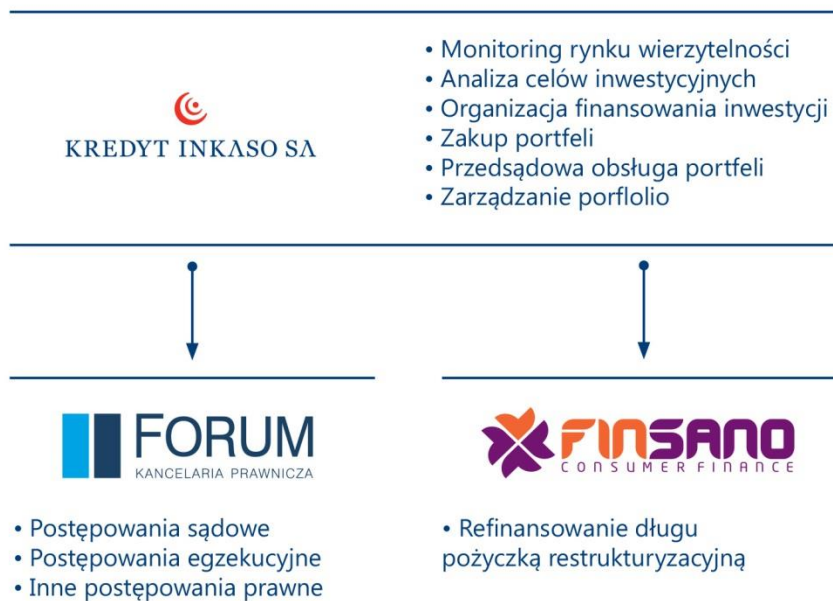 KREDYT INKASO SA
• Monitoring rynku wierzytelności
• Analiza celów inwestycyjnych
• Organizacja finansowania inwestycji
• Zakup portfeli
• Przedsądowa obsługa portfeli
• Zarządzanie porflolio
FORUM
KANCELARIA PRAWNICZA
• Postępowania sądowe
• Postępowania egzekucyjne
• Inne postępowania prawne
FINSANO
CONSUMER FINANCE
• Refinansowanie długu
pożyczką restrukturyzacyjną